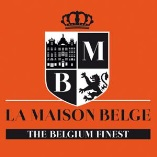 M
B
LA MAISON BELGE
THE BELGIUM FINEST